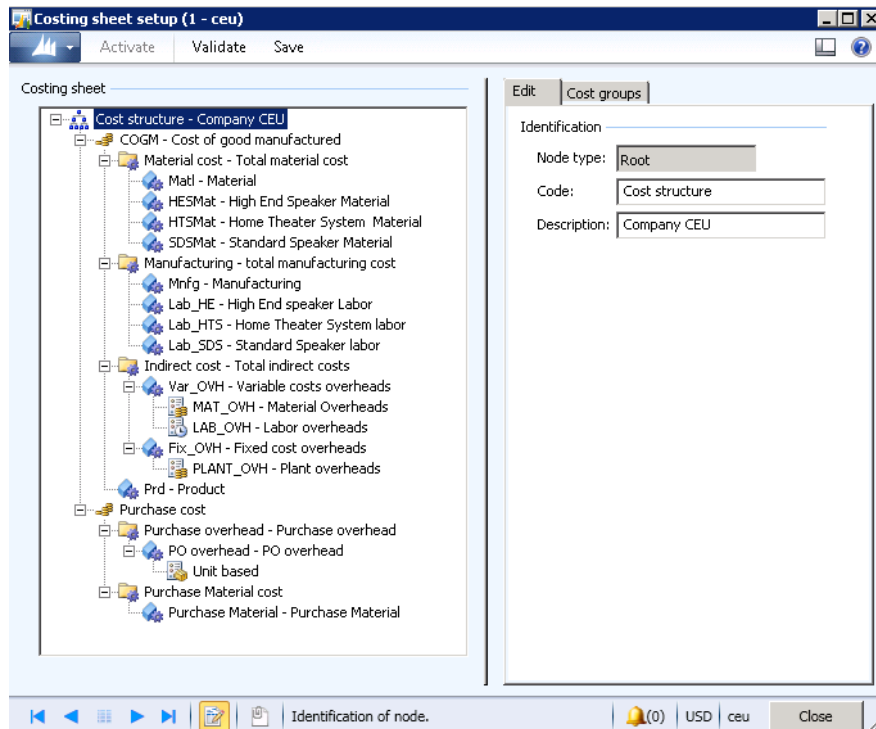 Costing sheet setup (1 - ceu)
Activate Validate Save
Costing sheet
Cost structure - Company CEU
COGM - Cost of good manufactured
Material cost - Total material cost
Matl - Material
HESMat - High End Speaker Material
HTSMat - Home Theater System  Material
SDSMat - Standard Speaker Material
Manufacturing - total manufacturing cost
Mnfg - Manufacturing
Lab_HE - High End speaker Labor
Lab_HTS - Home Theater System labor
Lab_SDS - Standard Speaker labor
Indirect cost - Total indirect costs
Var_OVH - Variable costs overheads
MAT_OVH - Material Overheads
LAB_OVH - Labor overheads
Fix_OVH - Fixed cost overheads
PLANT_OVH - Plant overheads
Prd - Product
Purchase cost
Purchase overhead - Purchase overhead
PO overhead - PO overhead
Unit based
Purchase Material cost
Purchase Material - Purchase Material
Edit Cost groups
Identification
Node type: Root
Code: Cost structure
Description: Company CEU
Identification of node. (0) USD ceu Close